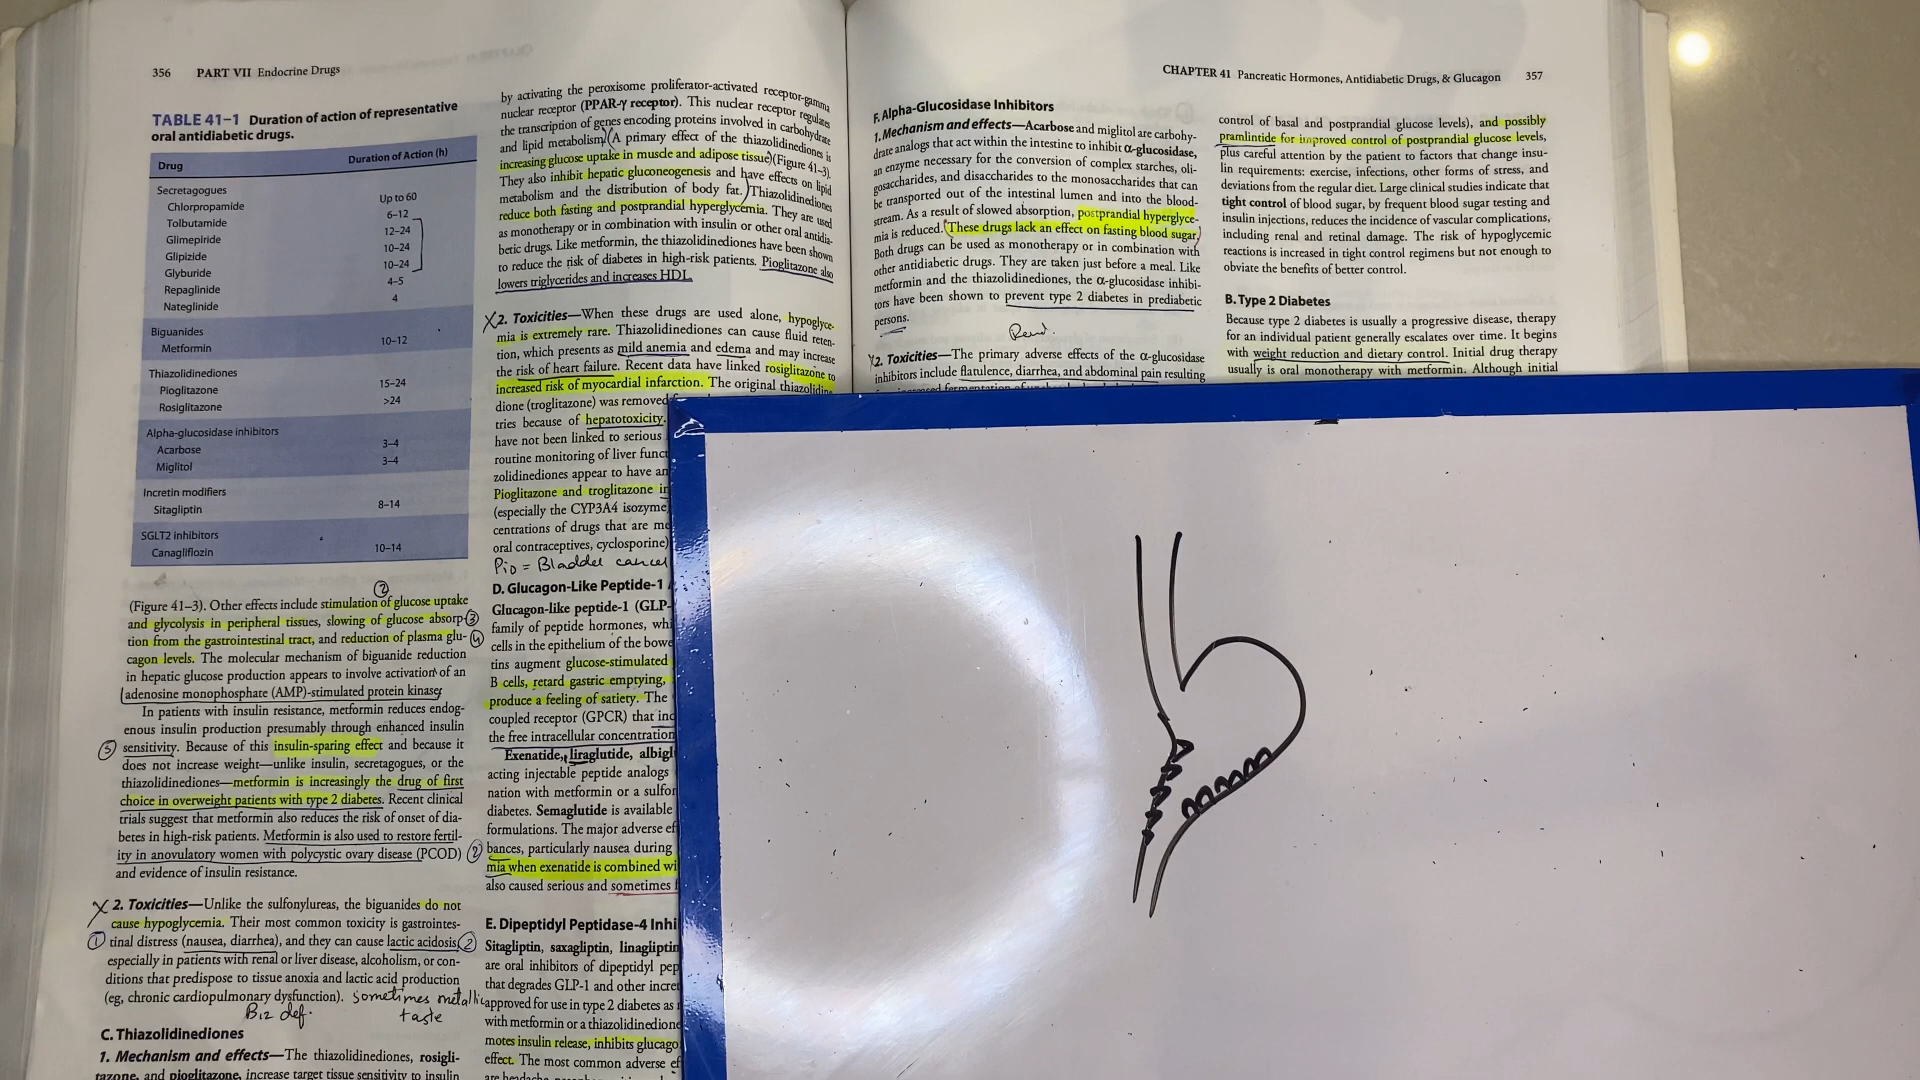 356 PART VII Endocrine Drugs
TABLE 41–1 Duration of action of representative
oral antidiabetic drugs.
Drug Duration of Action (h)
Secretagogues
Chlorpropamide Up to 60
Tolbutamide 6–12
Glimepiride 12–24
Glipizide 10–24
Glyburide 10–24
Repaglinide 4–5
Nateglinide 4
Biguanides
Metformin 10–12
Thiazolidinediones
Pioglitazone 15–24
Rosiglitazone >24
Alpha-glucosidase inhibitors
Acarbose 3–4
Miglitol 3–4
Incretin modifiers
Sitagliptin 8–14
SGLT2 inhibitors
Canagliflozin 10–14
2
(Figure 41–3). Other effects include stimulation of glucose uptake
and glycolysis in peripheral tissues, slowing of glucose absorp- 3
tion from the gastrointestinal tract, and reduction of plasma glu- 4
cagon levels. The molecular mechanism of biguanide reduction
in hepatic glucose production appears to involve activation of an
adenosine monophosphate (AMP)-stimulated protein kinase.
In patients with insulin resistance, metformin reduces endog-
enous insulin production presumably through enhanced insulin
5 sensitivity. Because of this insulin-sparing effect and because it
does not increase weight—unlike insulin, secretagogues, or the
thiazolidinediones—metformin is increasingly the drug of first
choice in overweight patients with type 2 diabetes. Recent clinical
trials suggest that metformin also reduces the risk of onset of dia-
betes in high-risk patients. Metformin is also used to restore fertil-
ity in anovulatory women with polycystic ovary disease (PCOD) 2
and evidence of insulin resistance.
X 2. Toxicities—Unlike the sulfonylureas, the biguanides do not
cause hypoglycemia. Their most common toxicity is gastrointes-
1 tinal distress (nausea, diarrhea), and they can cause lactic acidosis, 2
especially in patients with renal or liver disease, alcoholism, or con-
ditions that predispose to tissue anoxia and lactic acid production
(eg, chronic cardiopulmonary dysfunction). sometimes metallic
B12 def. taste
C. Thiazolidinediones
1. Mechanism and effects—The thiazolidinediones, rosigli-
tazone, and pioglitazone, increase target tissue sensitivity to insulin
by activating the peroxisome proliferator-activated receptor-gamma
nuclear receptor (PPAR-γ receptor). This nuclear receptor regulates
the transcription of genes encoding proteins involved in carbohydrate
and lipid metabolism. (A primary effect of the thiazolidinediones is
increasing glucose uptake in muscle and adipose tissue) (Figure 41–3).
They also inhibit hepatic gluconeogenesis and have effects on lipid
metabolism and the distribution of body fat. Thiazolidinediones
reduce both fasting and postprandial hyperglycemia. They are used
as monotherapy or in combination with insulin or other oral antidia-
betic drugs. Like metformin, the thiazolidinediones have been shown
to reduce the risk of diabetes in high-risk patients. Pioglitazone also
lowers triglycerides and increases HDL.
X 2. Toxicities—When these drugs are used alone, hypoglyce-
mia is extremely rare. Thiazolidinediones can cause fluid reten-
tion, which presents as mild anemia and edema and may increase
the risk of heart failure. Recent data have linked rosiglitazone to
increased risk of myocardial infarction. The original thiazolidine
dione (troglitazone) was removed
tries because of hepatotoxicity.
have not been linked to serious
routine monitoring of liver funct
zolidinediones appear to have an
Pioglitazone and troglitazone in
(especially the CYP3A4 isozyme
centrations of drugs that are me
oral contraceptives, cyclosporine)
Pio = Bladder cancer
D. Glucagon-Like Peptide-1
Glucagon-like peptide-1 (GLP-
family of peptide hormones, whi
cells in the epithelium of the bowe
tins augment glucose-stimulated
B cells, retard gastric emptying,
produce a feeling of satiety. The
coupled receptor (GPCR) that inc
the free intracellular concentration
Exenatide, liraglutide, albigl
acting injectable peptide analogs
nation with metformin or a sulfor
diabetes. Semaglutide is available
formulations. The major adverse ef
bances, particularly nausea during
mia when exenatide is combined wi
also caused serious and sometimes
E. Dipeptidyl Peptidase-4 Inhi
Sitagliptin, saxagliptin, linagliptin
are oral inhibitors of dipeptidyl pep
that degrades GLP-1 and other incre
approved for use in type 2 diabetes as
with metformin or a thiazolidinedione
motes insulin release, inhibits glucago
effect. The most common adverse ef
CHAPTER 41 Pancreatic Hormones, Antidiabetic Drugs, & Glucagon 357
F. Alpha-Glucosidase Inhibitors
1. Mechanism and effects—Acarbose and miglitol are carbohy-
drate analogs that act within the intestine to inhibit α-glucosidase,
an enzyme necessary for the conversion of complex starches, oli-
gosaccharides, and disaccharides to the monosaccharides that can
be transported out of the intestinal lumen and into the blood-
stream. As a result of slowed absorption, postprandial hyperglyce-
mia is reduced. (These drugs lack an effect on fasting blood sugar.)
Both drugs can be used as monotherapy or in combination with
other antidiabetic drugs. They are taken just before a meal. Like
metformin and the thiazolidinediones, the α-glucosidase inhibi-
tors have been shown to prevent type 2 diabetes in prediabetic
persons.
2. Toxicities—The primary adverse effects of the α-glucosidase
inhibitors include flatulence, diarrhea, and abdominal pain resulting
control of basal and postprandial glucose levels), and possibly
pramlintide for improved control of postprandial glucose levels,
plus careful attention by the patient to factors that change insu-
lin requirements: exercise, infections, other forms of stress, and
deviations from the regular diet. Large clinical studies indicate that
tight control of blood sugar, by frequent blood sugar testing and
insulin injections, reduces the incidence of vascular complications,
including renal and retinal damage. The risk of hypoglycemic
reactions is increased in tight control regimens but not enough to
obviate the benefits of better control.
B. Type 2 Diabetes
Because type 2 diabetes is usually a progressive disease, therapy
for an individual patient generally escalates over time. It begins
with weight reduction and dietary control. Initial drug therapy
usually is oral monotherapy with metformin. Although initial